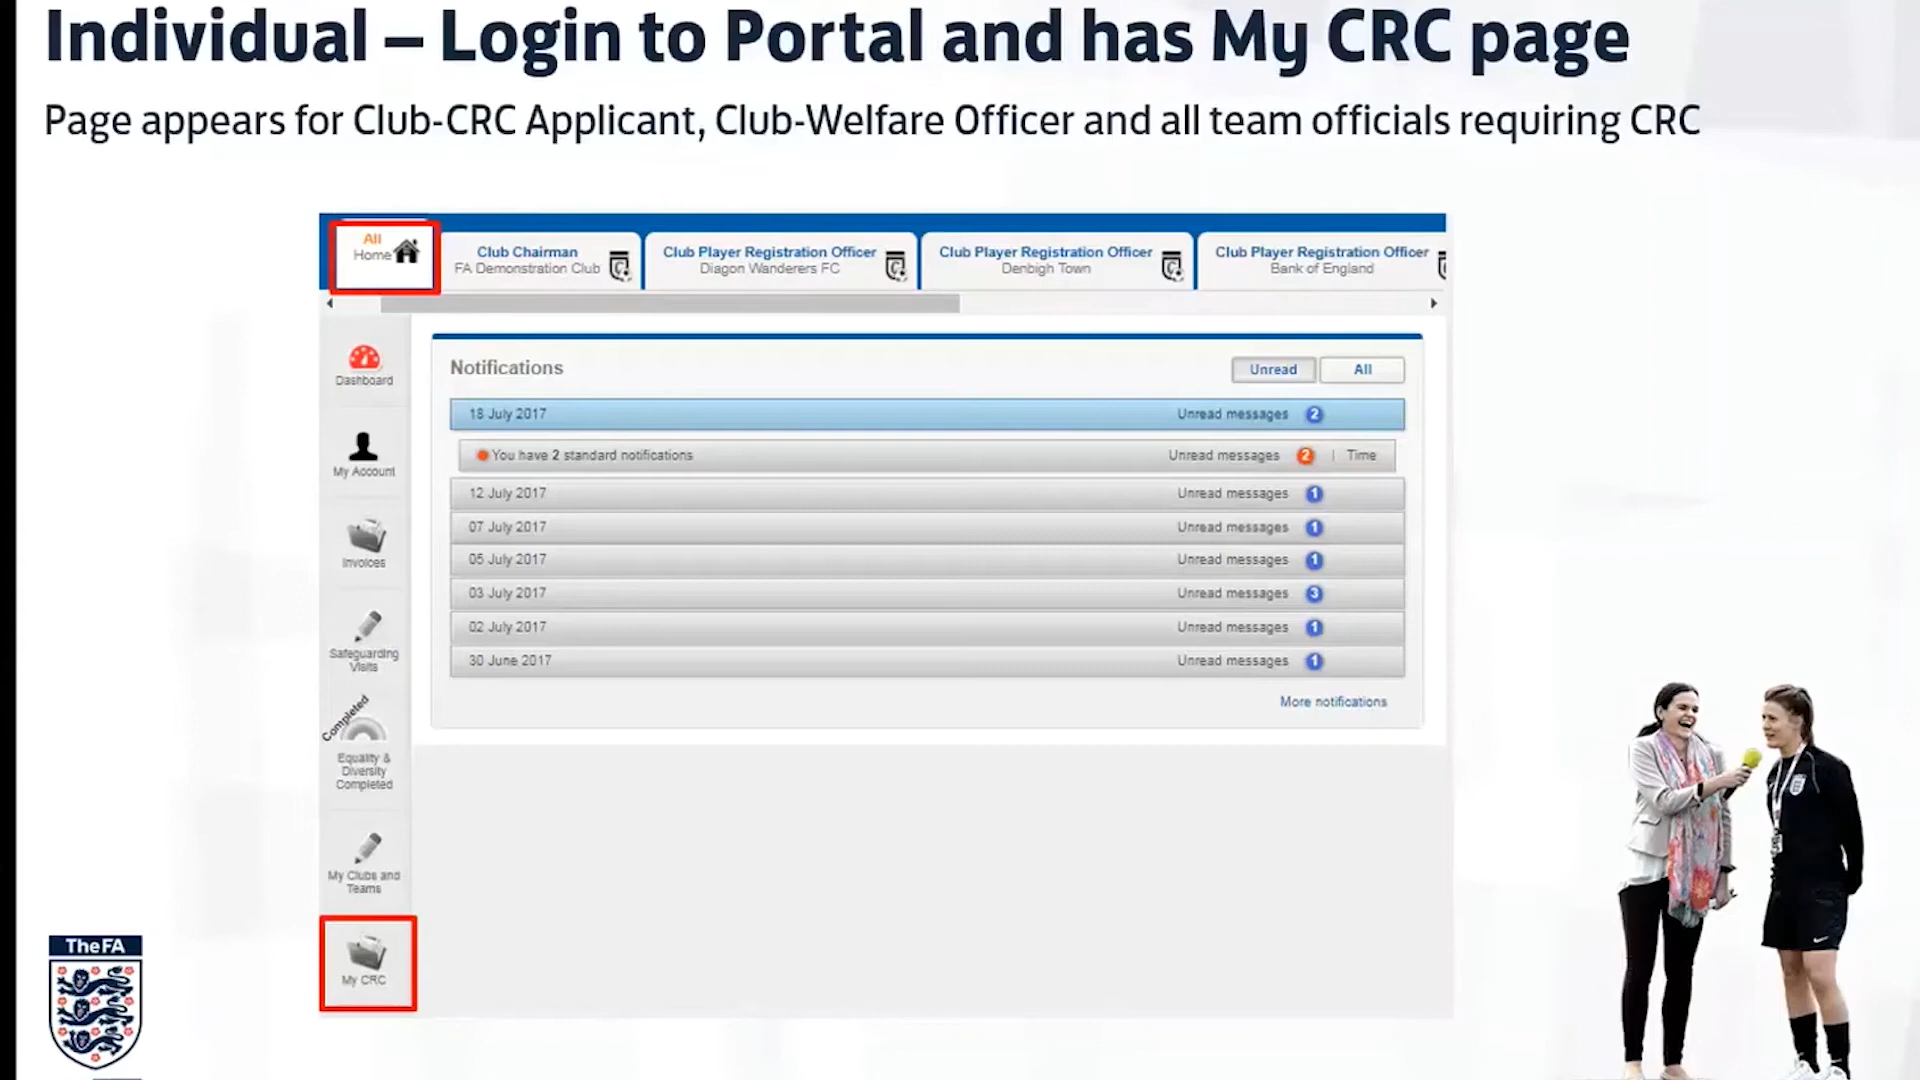 Individual – Login to Portal and has My CRC page
Page appears for Club-CRC Applicant, Club-Welfare Officer and all team officials requiring CRC
All
Home
Club Chairman
FA Demonstration Club
Club Player Registration Officer
Diagon Wanderers FC
Club Player Registration Officer
Denbigh Town
Club Player Registration Officer
Bank of England
Dashboard
My Account
Invoices
Safeguarding
Visits
Completed
Equality &
Diversity
Completed
My Clubs and
Teams
My CRC
Notifications
Unread
All
18 July 2017 Unread messages 2
You have 2 standard notifications Unread messages 2 | Time
12 July 2017 Unread messages 1
07 July 2017 Unread messages 1
05 July 2017 Unread messages 1
03 July 2017 Unread messages 3
02 July 2017 Unread messages 1
30 June 2017 Unread messages 1
More notifications
TheFA